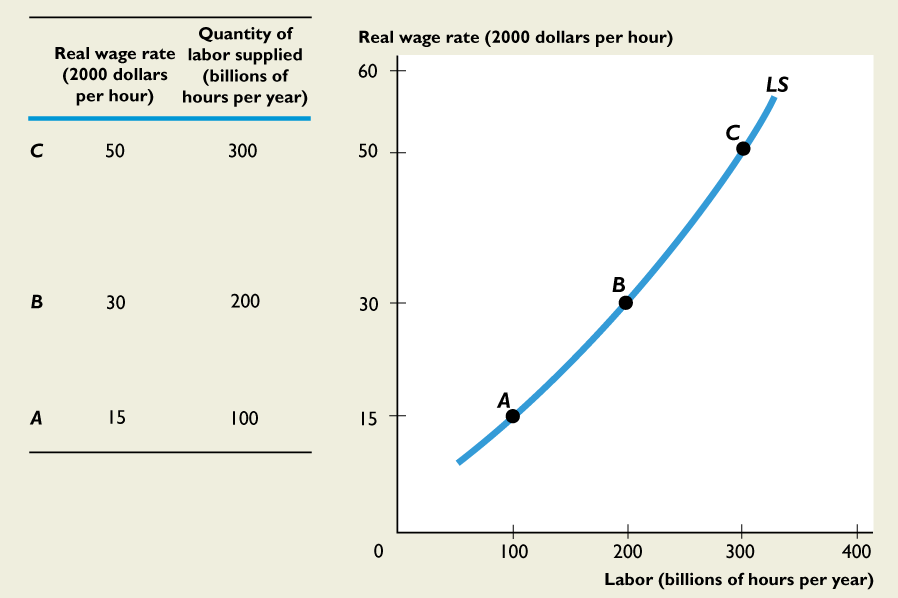 Real wage rate
(2000 dollars
per hour)
Quantity of
labor supplied
(billions of
hours per year)
C 50 300
B 30 200
A 15 100
Real wage rate (2000 dollars per hour)
60
LS
C
50
B
30
A
15
0 100 200 300 400
Labor (billions of hours per year)